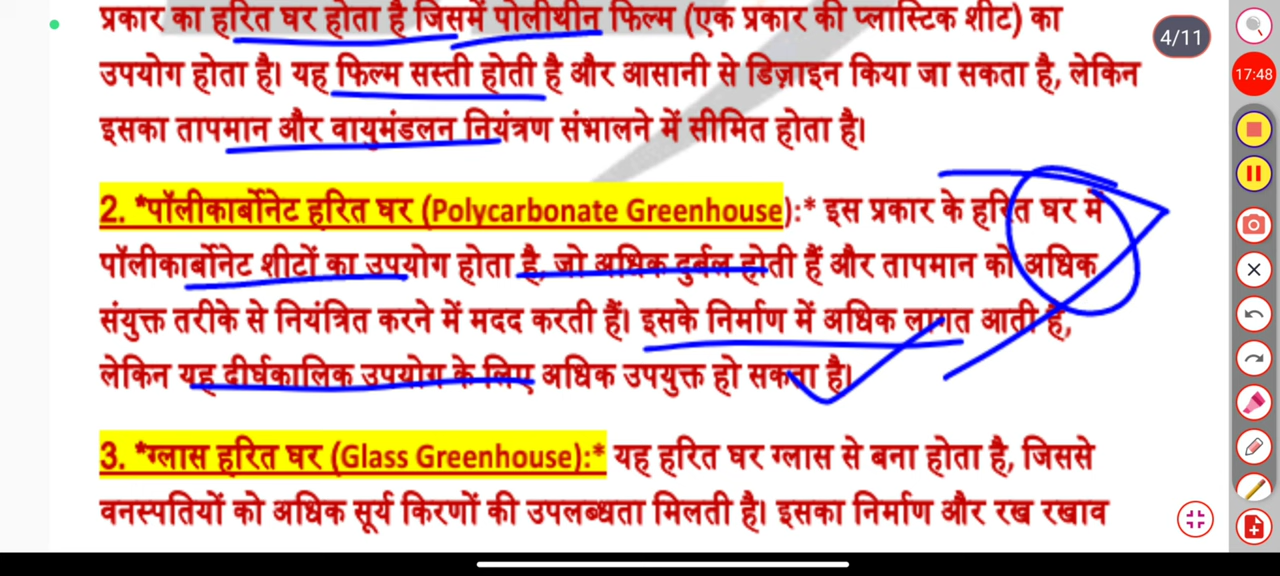 प्रकार का हरित घर होता है जिसमें पोलीथीन फिल्म (एक प्रकार की प्लास्टिक शीट) का
4/11
उपयोग होता है। यह फिल्म सस्ती होती है और आसानी से डिज़ाइन किया जा सकता है, लेकिन
17:48
इसका तापमान और वायुमंडलन नियंत्रण संभालने में सीमित होता है।
2. *पॉलीकार्बोनेट हरित घर (Polycarbonate Greenhouse):* इस प्रकार के हरित घर में
पॉलीकार्बोनेट शीटों का उपयोग होता है, जो अधिक दुर्बल होती हैं और तापमान को अधिक
संयुक्त तरीके से नियंत्रित करने में मदद करती हैं। इसके निर्माण में अधिक लागत आती है,
लेकिन यह दीर्घकालिक उपयोग के लिए अधिक उपयुक्त हो सकता है।
3. *ग्लास हरित घर (Glass Greenhouse):* यह हरित घर ग्लास से बना होता है, जिससे
वनस्पतियों को अधिक सूर्य किरणों की उपलब्धता मिलती है। इसका निर्माण और रख रखाव